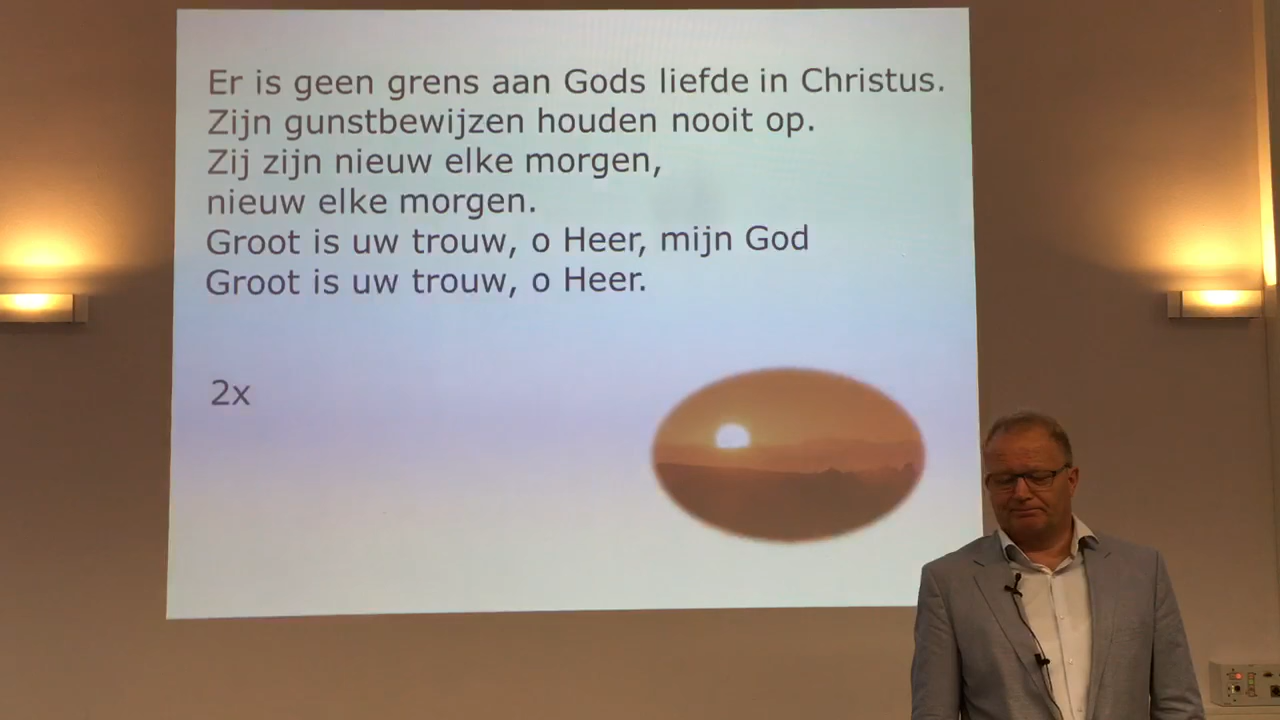 Er is geen grens aan Gods liefde in Christus.
Zijn gunstbewijzen houden nooit op.
Zij zijn nieuw elke morgen,
nieuw elke morgen.
Groot is uw trouw, o Heer, mijn God
Groot is uw trouw, o Heer.
2x